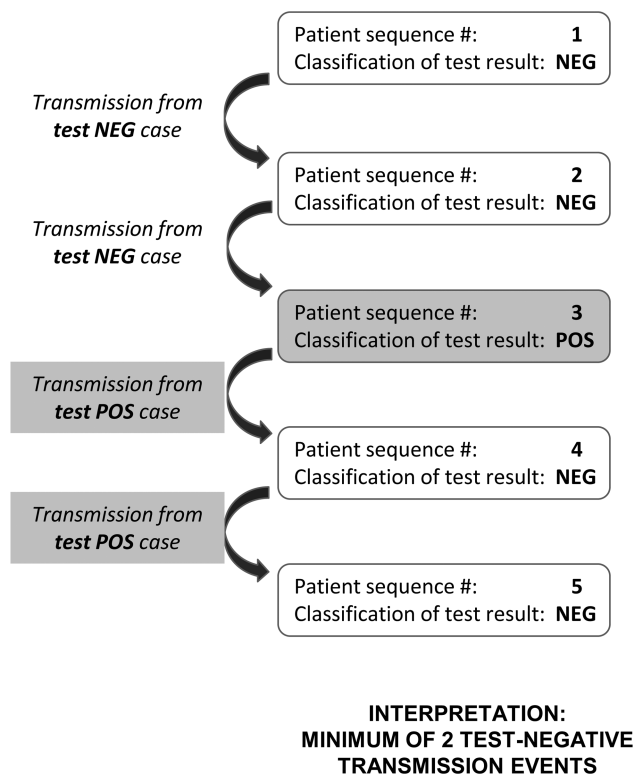 Patient sequence #: 1
Classification of test result: NEG
Transmission from
test NEG case
Patient sequence #: 2
Classification of test result: NEG
Transmission from
test NEG case
Patient sequence #: 3
Classification of test result: POS
Transmission from
test POS case
Patient sequence #: 4
Classification of test result: NEG
Transmission from
test POS case
Patient sequence #: 5
Classification of test result: NEG
INTERPRETATION:
MINIMUM OF 2 TEST-NEGATIVE
TRANSMISSION EVENTS